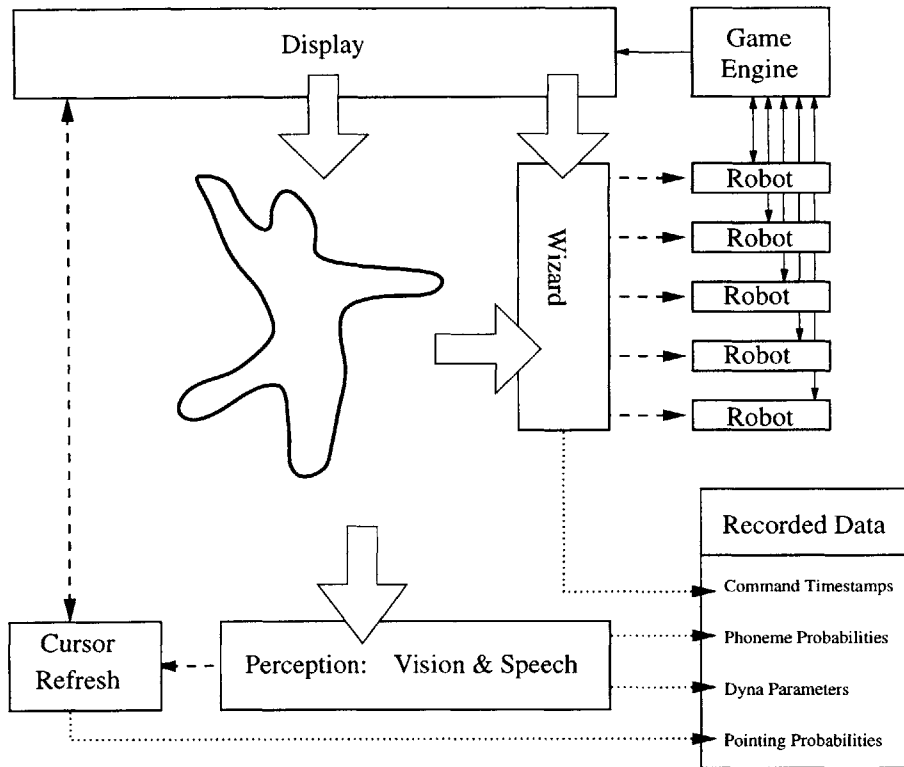 Display
Game
Engine
Robot
Robot
Robot
Robot
Robot
Wizard
Recorded Data
Command Timestamps
Phoneme Probabilities
Dyna Parameters
Pointing Probabilities
Cursor
Refresh
Perception: Vision & Speech